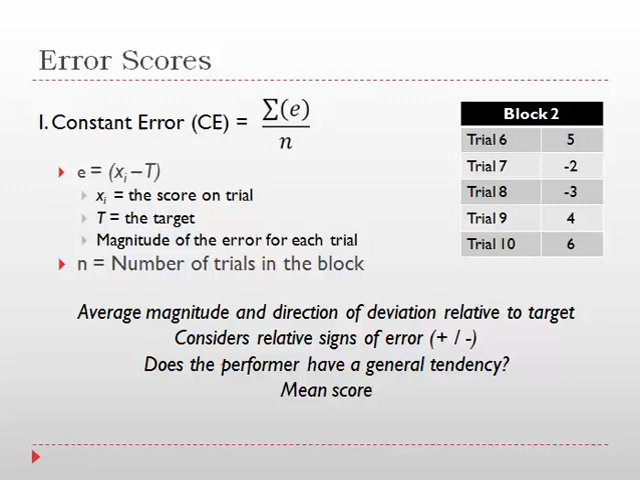 Error Scores
I. Constant Error (CE) = ∑(e) / n
e = (xᵢ – T)
xᵢ = the score on trial
T = the target
Magnitude of the error for each trial
n = Number of trials in the block
Block 2
Trial 6 5
Trial 7 -2
Trial 8 -3
Trial 9 4
Trial 10 6
Average magnitude and direction of deviation relative to target
Considers relative signs of error (+ / -)
Does the performer have a general tendency?
Mean score